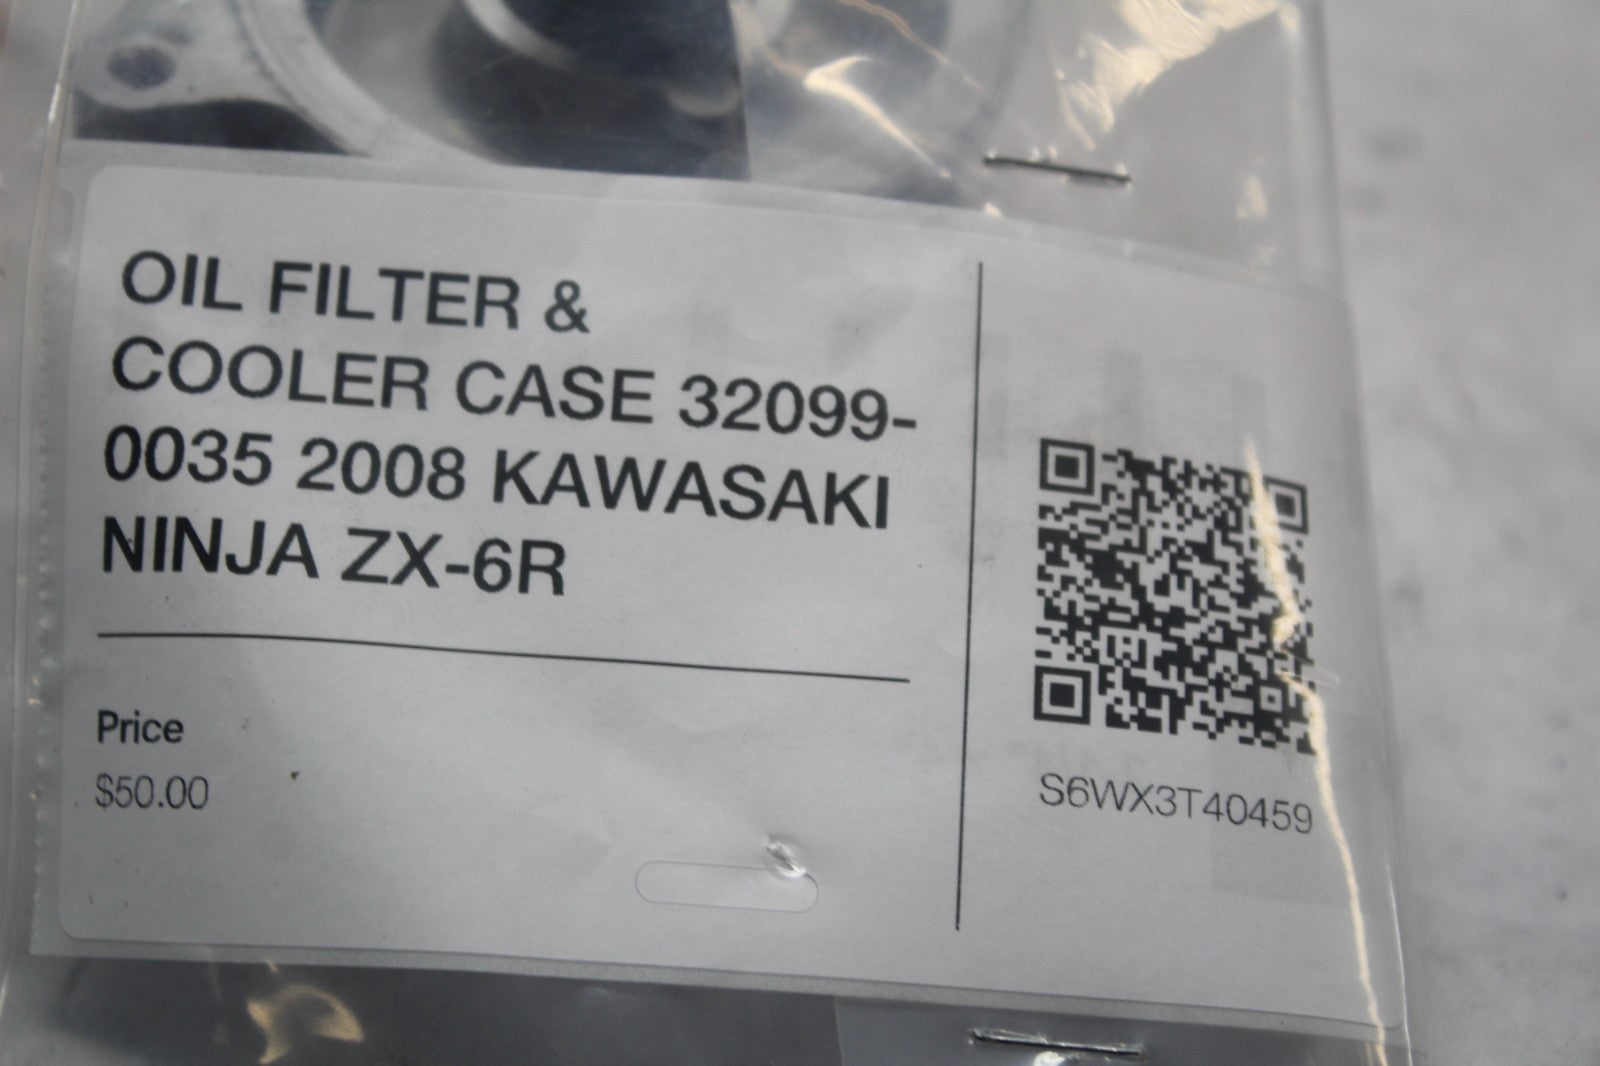 OIL FILTER &
COOLER CASE 32099-
0035 2008 KAWASAKI
NINJA ZX-6R
Price
$50.00
S6WX3T40459